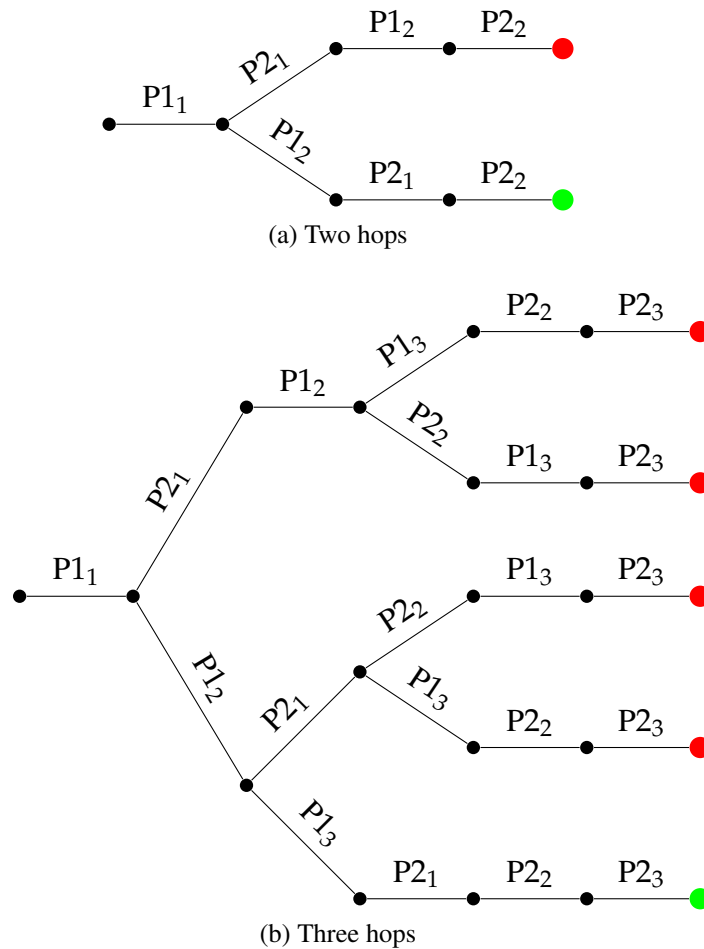 P1₂ P2₂
P2₁
P1₁
P1₂
P2₁ P2₂
(a) Two hops
P2₂ P2₃
P1₃
P1₂
P2₂
P1₃ P2₃
P2₁
P1₁
P1₃ P2₃
P2₂
P1₂
P2₁
P1₃
P2₂ P2₃
P1₃
P2₁ P2₂ P2₃
(b) Three hops